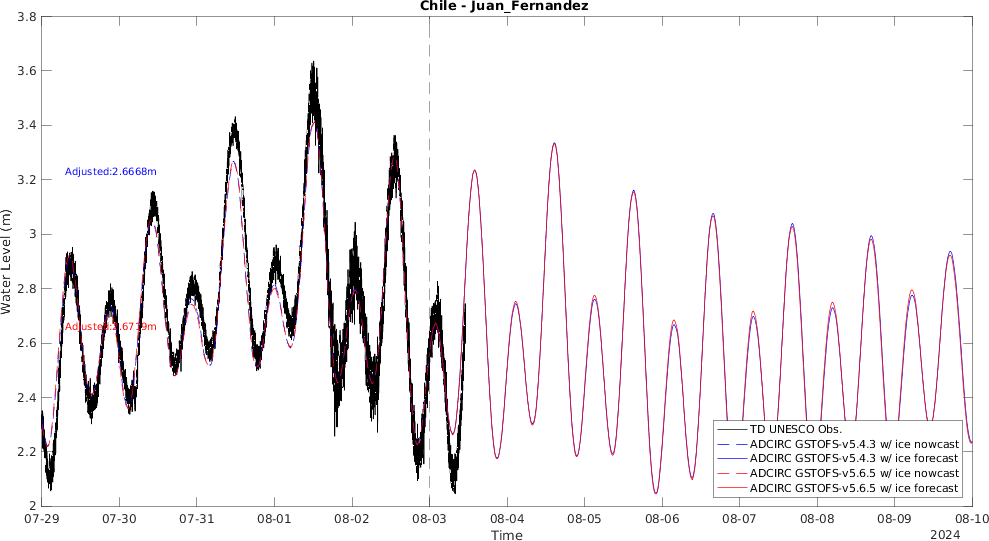 Chile - Juan_Fernandez
3.8
3.6
3.4
3.2
3
2.8
2.6
2.4
2.2
2
Water Level (m)
Adjusted:2.6668m
Adjusted:2.6719m
TD UNESCO Obs.
ADCIRC GSTOFS-v5.4.3 w/ ice nowcast
ADCIRC GSTOFS-v5.4.3 w/ ice forecast
ADCIRC GSTOFS-v5.6.5 w/ ice nowcast
ADCIRC GSTOFS-v5.6.5 w/ ice forecast
07-29 07-30 07-31 08-01 08-02 08-03 08-04 08-05 08-06 08-07 08-08 08-09 08-10
Time
2024